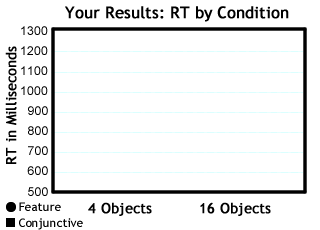 Your Results: RT by Condition
RT in Milliseconds
1300
1200
1100
1000
900
800
700
600
500
4 Objects 16 Objects
Feature
Conjunctive